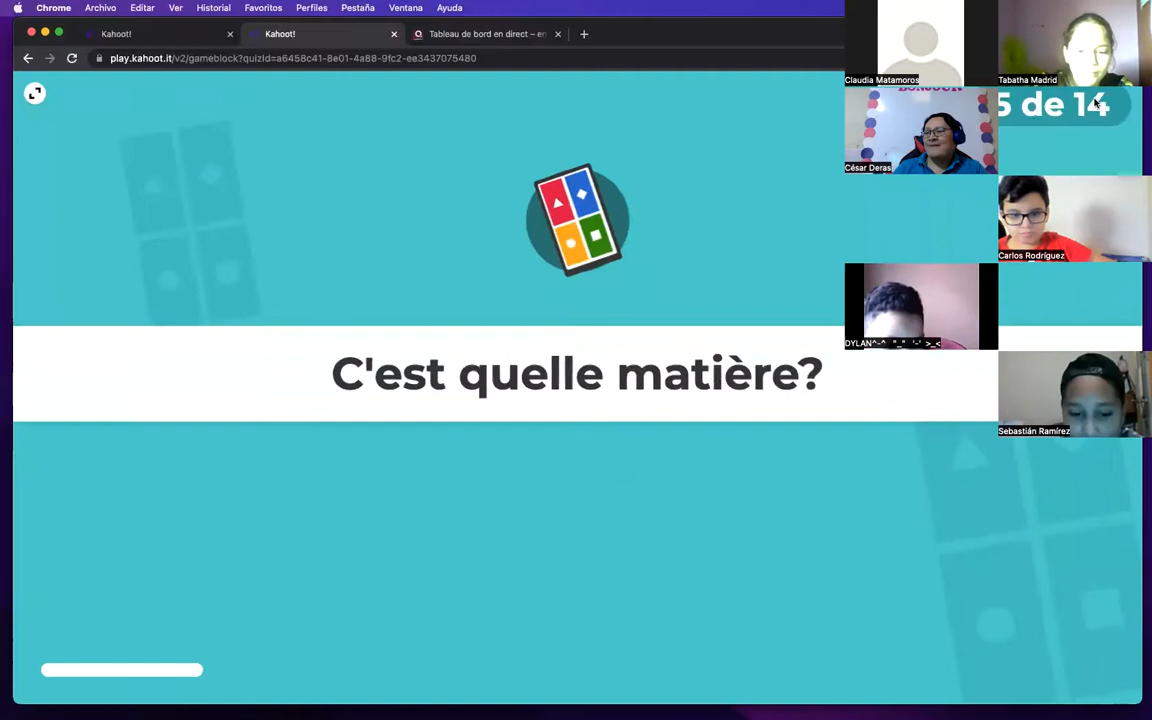 Chrome Archivo Editar Ver Historial Favoritos Perfiles Pestaña Ventana Ayuda
Kahoot! Kahoot! Tableau de bord en direct – en
play.kahoot.it/v2/gameblock?quizId=a6458c41-8e01-4a88-9fc2-ee3437075480
Claudia Matamoros
Tabatha Madrid
BONJOUR
5 de 14
César Deras
Carlos Rodríguez
DYLAN^-^ "_" '-' >_<
C'est quelle matière?
Sebastián Ramírez